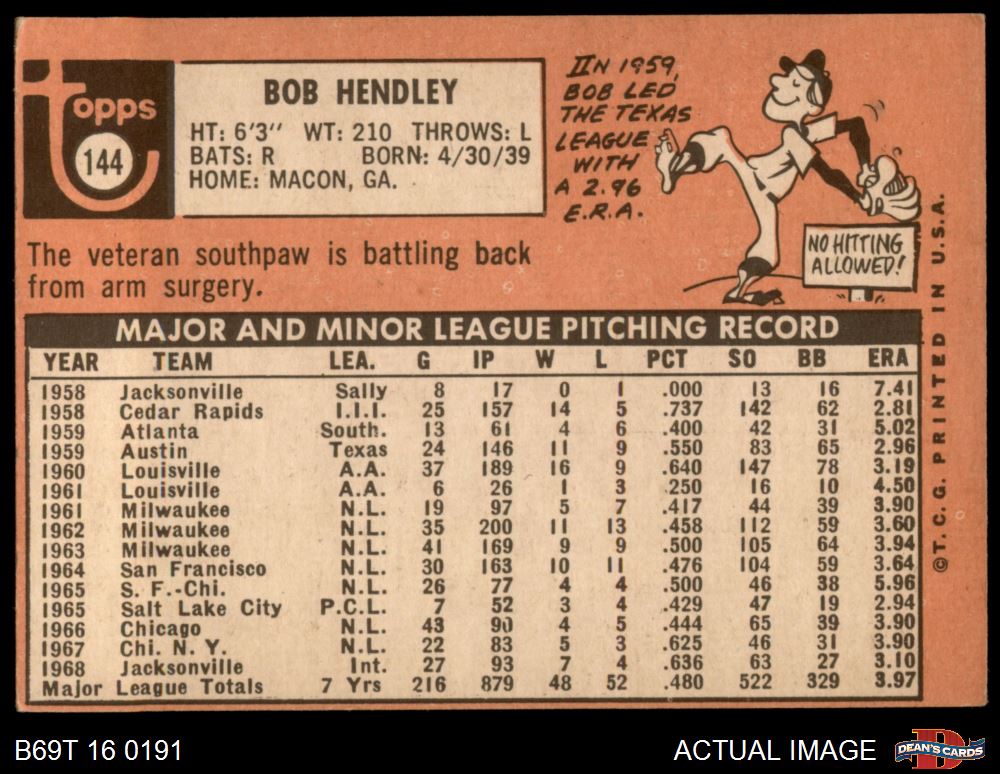 topps
144
BOB HENDLEY
HT: 6'3" WT: 210 THROWS: L
BATS: R BORN: 4/30/39
HOME: MACON, GA.
IN 1959,
BOB LED
THE TEXAS
LEAGUE
WITH
A 2.96
E.R.A.
NO HITTING
ALLOWED!
The veteran southpaw is battling back
from arm surgery.
MAJOR AND MINOR LEAGUE PITCHING RECORD
YEAR TEAM LEA. G IP W L PCT SO BB ERA
1958 Jacksonville Sally 8 17 0 1 .000 13 16 7.41
1958 Cedar Rapids I.I.I. 25 157 14 5 .737 142 62 2.81
1959 Atlanta South. 13 61 4 6 .400 42 31 5.02
1959 Austin Texas 24 146 11 9 .550 83 65 2.96
1960 Louisville A.A. 37 189 16 9 .640 147 78 3.19
1961 Louisville A.A. 6 26 1 3 .250 16 10 4.50
1961 Milwaukee N.L. 19 97 5 7 .417 44 39 3.90
1962 Milwaukee N.L. 35 200 11 13 .458 112 59 3.60
1963 Milwaukee N.L. 41 169 9 9 .500 105 64 3.94
1964 San Francisco N.L. 30 163 10 11 .476 104 59 3.64
1965 S. F.-Chi. N.L. 26 77 4 4 .500 46 38 5.96
1965 Salt Lake City P.C.L. 7 52 3 4 .429 47 19 2.94
1966 Chicago N.L. 43 90 4 5 .444 65 39 3.90
1967 Chi. N. Y. N.L. 22 83 5 3 .625 46 31 3.90
1968 Jacksonville Int. 27 93 7 4 .636 63 27 3.10
Major League Totals 7 Yrs 216 879 48 52 .480 522 329 3.97
© T. C. G. PRINTED IN U.S.A.
B69T 16 0191
ACTUAL IMAGE
DEAN'S CARDS